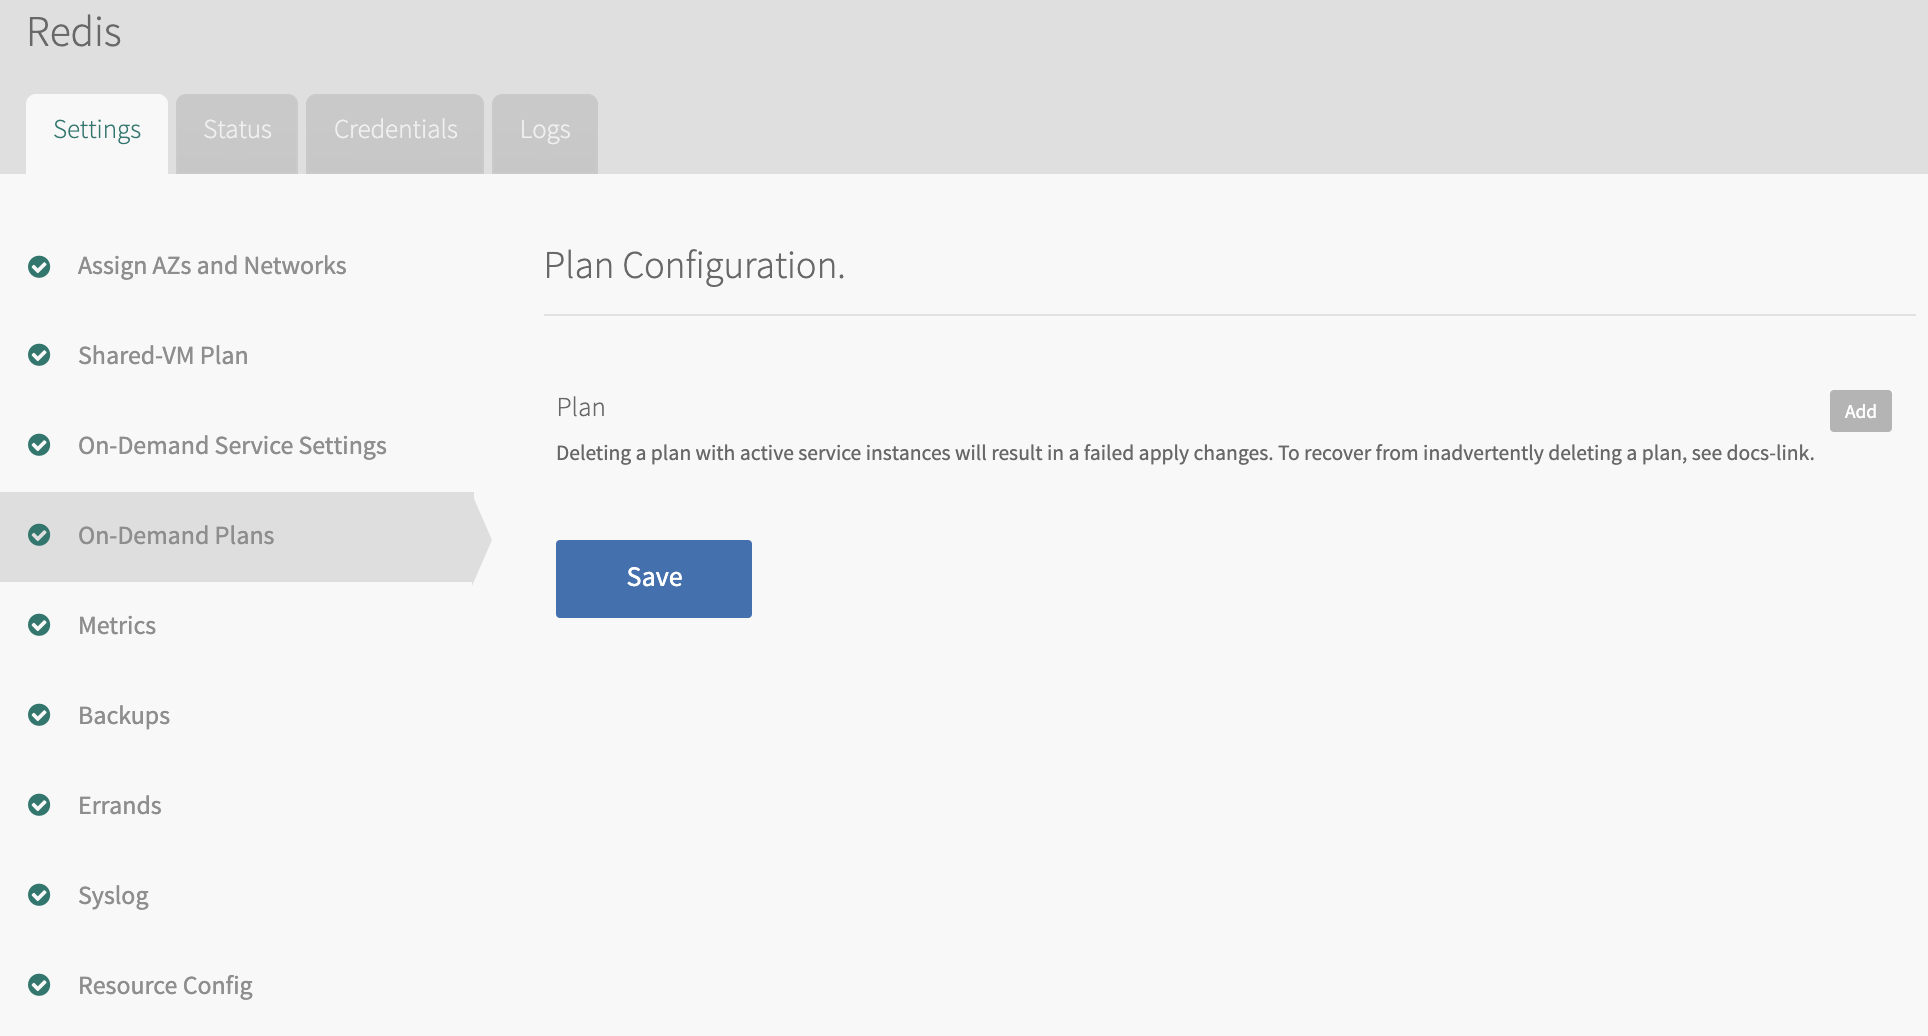 Redis
Settings
Status
Credentials
Logs
Assign AZs and Networks
Shared-VM Plan
On-Demand Service Settings
On-Demand Plans
Metrics
Backups
Errands
Syslog
Resource Config
Plan Configuration.
Plan
Add
Deleting a plan with active service instances will result in a failed apply changes. To recover from inadvertently deleting a plan, see docs-link.
Save